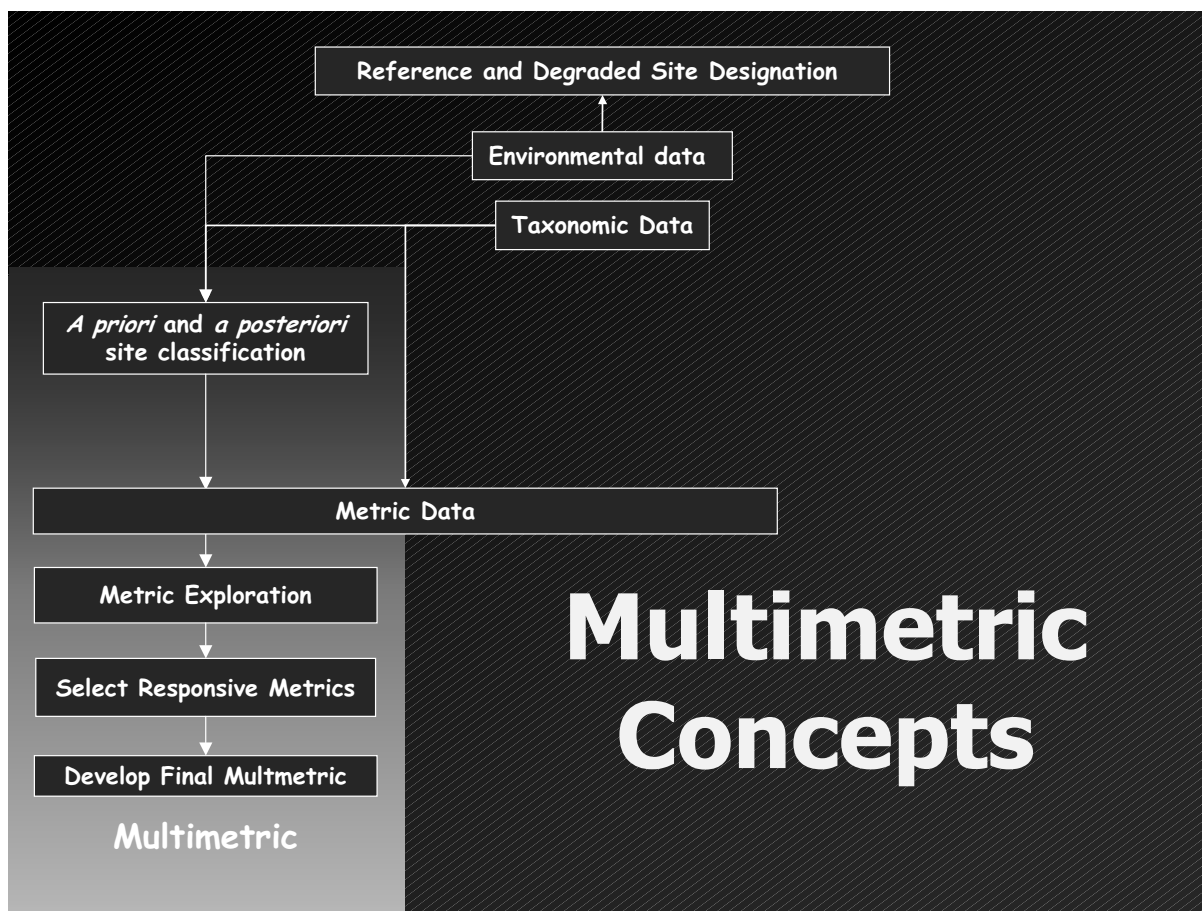 Reference and Degraded Site Designation
Environmental data
Taxonomic Data
A priori and a posteriori
site classification
Metric Data
Metric Exploration
Select Responsive Metrics
Develop Final Multmetric
Multimetric
Multimetric
Concepts